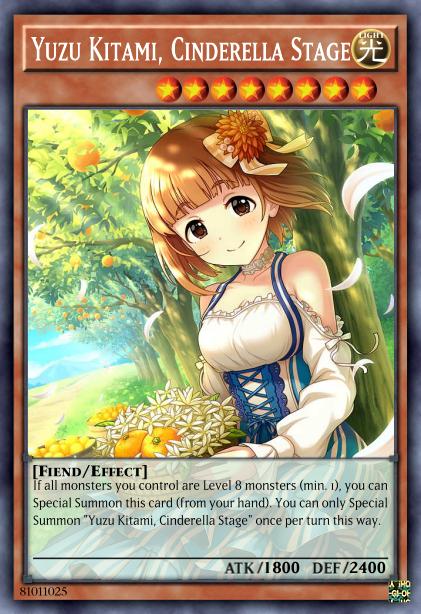 Yuzu Kitami, Cinderella Stage
LIGHT
光
[Fiend/Effect]
If all monsters you control are Level 8 monsters (min. 1), you can
Special Summon this card (from your hand). You can only Special
Summon "Yuzu Kitami, Cinderella Stage" once per turn this way.
ATK/1800 DEF/2400
81011025